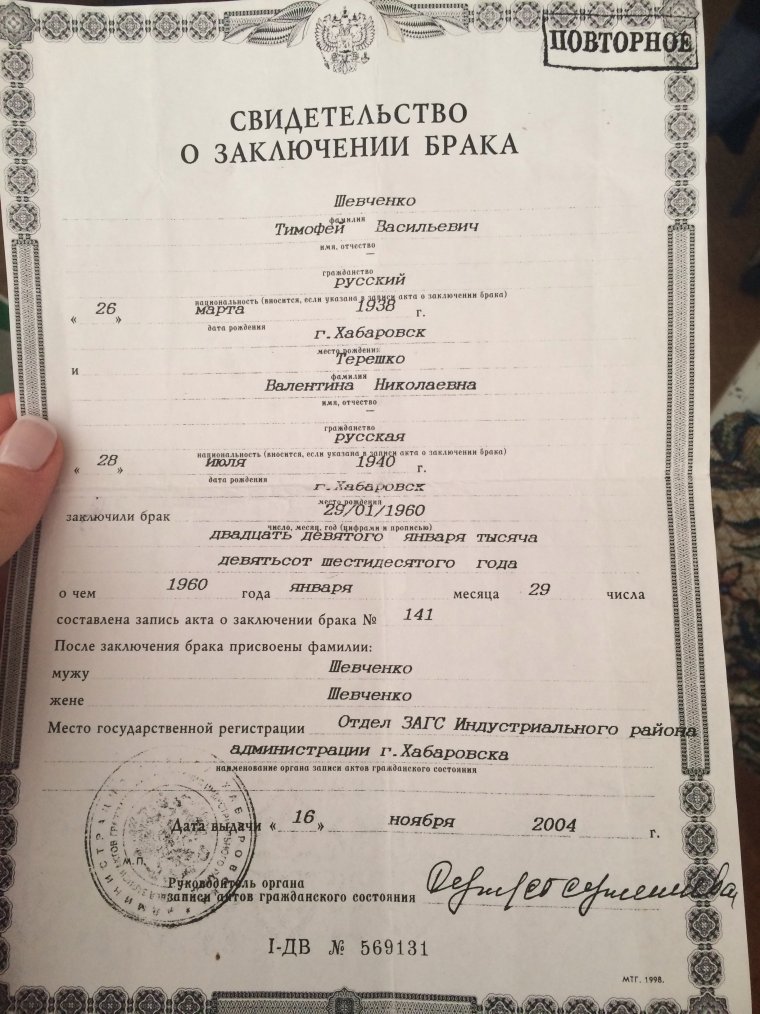 ПОВТОРНОЕ
СВИДЕТЕЛЬСТВО
О ЗАКЛЮЧЕНИИ БРАКА
Шевченко
фамилия
Тимофей Васильевич
имя, отчество
—
гражданство
русский
национальность (вносится, если указана в записи акта о заключении брака)
« 26 » марта 1938 г.
дата рождения
г.Хабаровск
место рождения
и Терешко
фамилия
Валентина Николаевна
имя, отчество
—
гражданство
русская
национальность (вносится, если указана в записи акта о заключении брака)
« 28 » июля 1940 г.
дата рождения
г.Хабаровск
место рождения
заключили брак 29/01/1960
число, месяц, год (цифрами и прописью)
двадцать девятого января тысяча
девятьсот шестидесятого года
о чем 1960 года января месяца 29 числа
составлена запись акта о заключении брака № 141
После заключения брака присвоены фамилии:
мужу Шевченко
жене Шевченко
Место государственной регистрации Отдел ЗАГС Индустриального района
администрации г.Хабаровска
наименование органа записи актов гражданского состояния
Дата выдачи « 16 » ноября 2004 г.
М.П.
Руководитель органа
записи актов гражданского состояния
I-ДВ № 569131
МТГ. 1998.